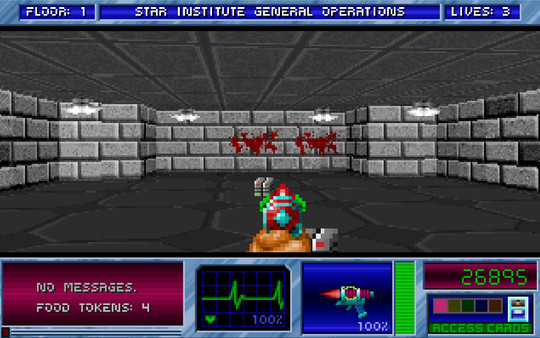 FLOOR: 1
STAR INSTITUTE GENERAL OPERATIONS
LIVES: 3
NO MESSAGES.
FOOD TOKENS: 4
100%
100%
26895
ACCESS CARDS